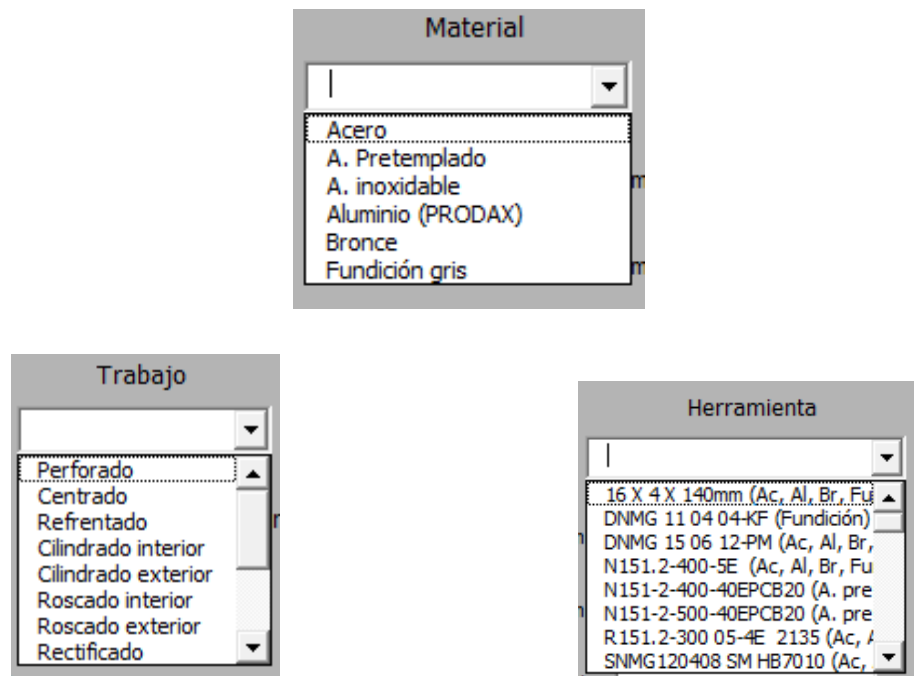 Material
Acero
A. Pretemplado
A. inoxidable
Aluminio (PRODAX)
Bronce
Fundición gris
Trabajo
Perforado
Centrado
Refrentado
Cilindrado interior
Cilindrado exterior
Roscado interior
Roscado exterior
Rectificado
Herramienta
16 X 4 X 140mm (Ac, Al, Br, Fu
DNMG 11 04 04-KF (Fundición)
DNMG 15 06 12-PM (Ac, Al, Br,
N151.2-400-5E (Ac, Al, Br, Fu
N151-2-400-40EPCB20 (A. pre
N151-2-500-40EPCB20 (A. pre
R151.2-300 05-4E 2135 (Ac,
SNMG120408 SM HB7010 (Ac,